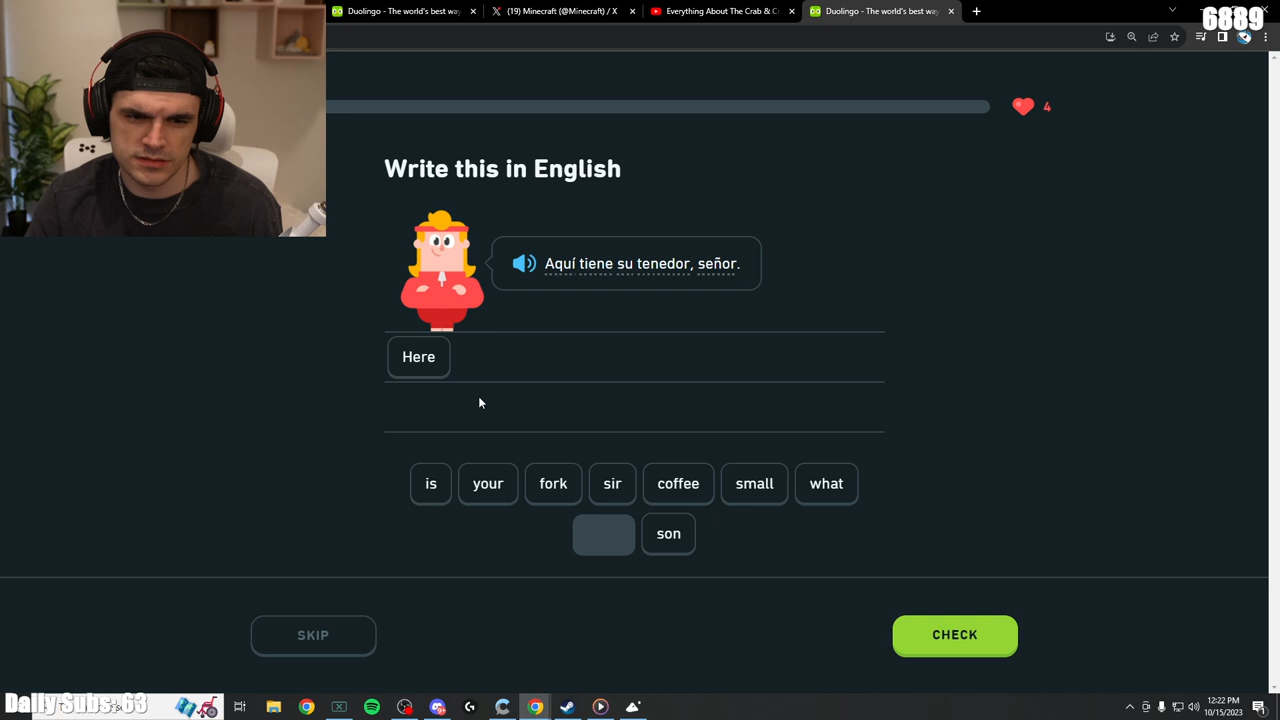 Duolingo - The world's best way
(19) Minecraft (@Minecraft) / X
Everything About The Crab & C
Duolingo - The world's best way
6889
4
Write this in English
Aquí tiene su tenedor, señor.
Here
is your fork sir coffee small what
son
SKIP
CHECK
Daily Subs: 63
12:22 PM
10/15/2023